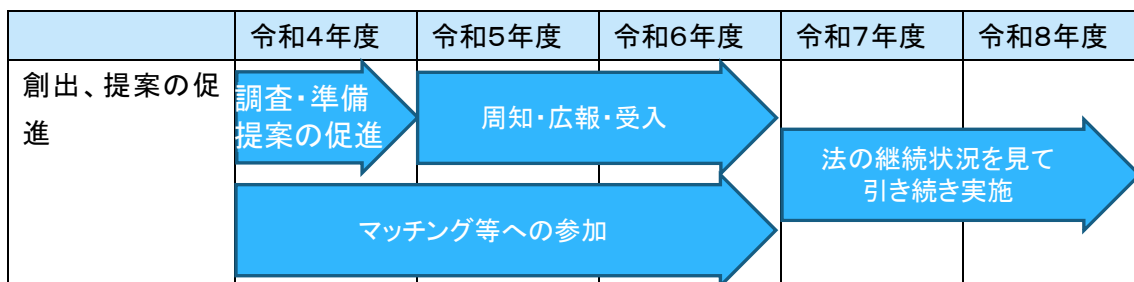 令和4年度 令和5年度 令和6年度 令和7年度 令和8年度
創出、提案の促
進
調査・準備
提案の促進
周知・広報・受入
マッチング等への参加
法の継続状況を見て
引き続き実施